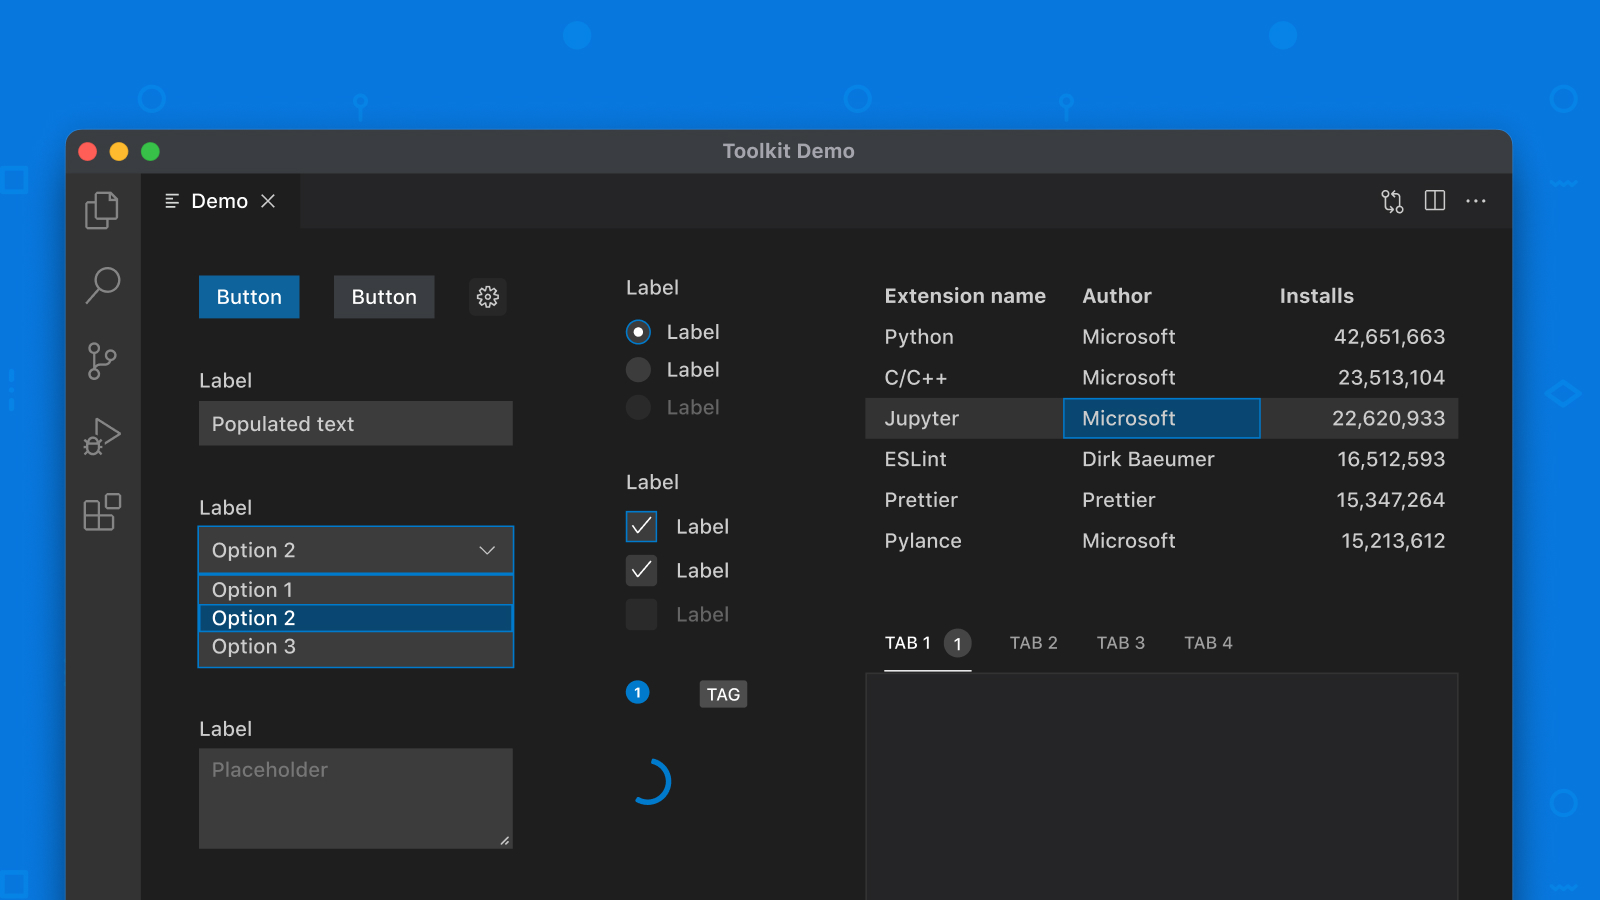 Toolkit Demo
Demo
Button Button
Label
Populated text
Label
Option 2
Option 1
Option 2
Option 3
Label
Placeholder
Label
Label
Label
Label
Label
Label
Label
Label
1 TAG
Extension name Author Installs
Python Microsoft 42,651,663
C/C++ Microsoft 23,513,104
Jupyter Microsoft 22,620,933
ESLint Dirk Baeumer 16,512,593
Prettier Prettier 15,347,264
Pylance Microsoft 15,213,612
TAB 1 1 TAB 2 TAB 3 TAB 4